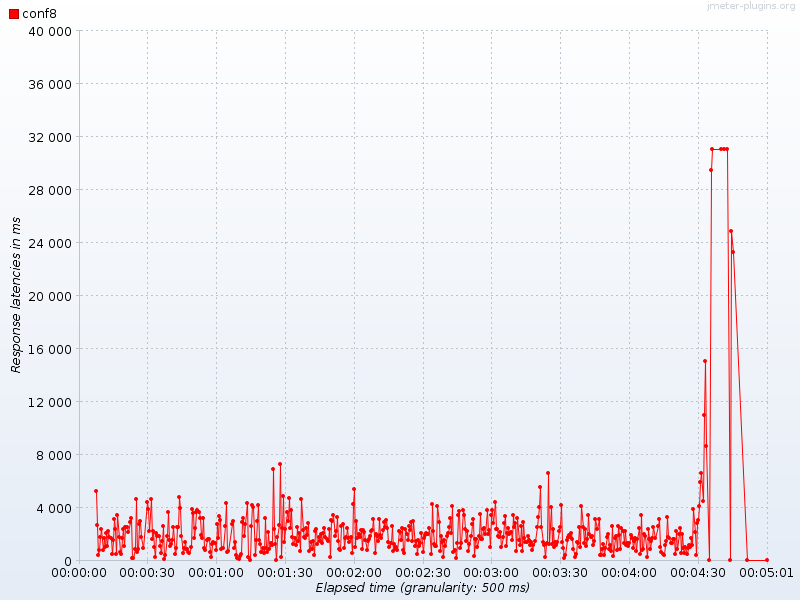 conf8
jmeter-plugins.org
40 000
36 000
32 000
28 000
24 000
20 000
16 000
12 000
8 000
4 000
0
Response latencies in ms
00:00:00 00:00:30 00:01:00 00:01:30 00:02:00 00:02:30 00:03:00 00:03:30 00:04:00 00:04:30 00:05:01
Elapsed time (granularity: 500 ms)